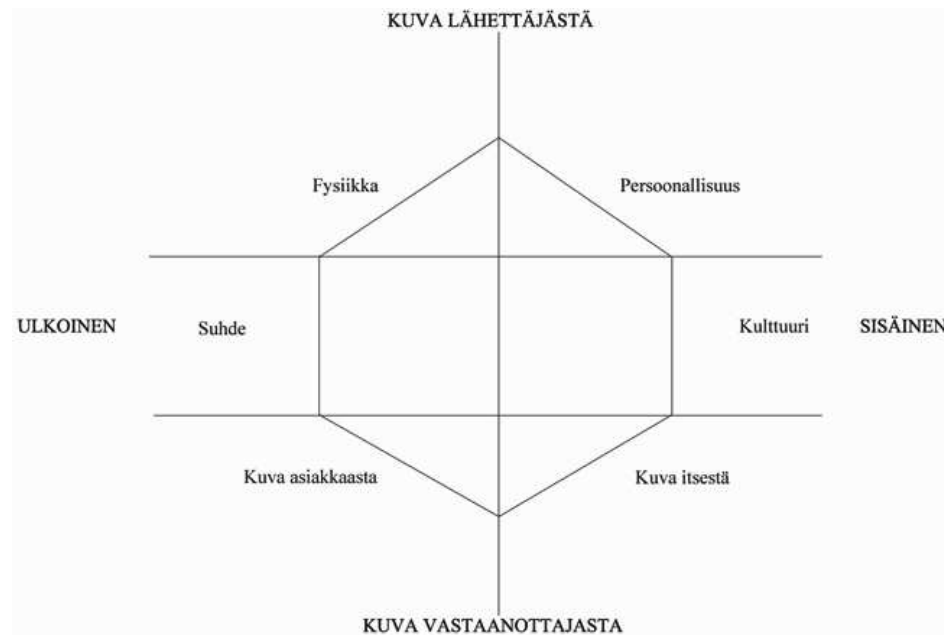 KUVA LÄHETTÄJÄSTÄ
Fysiikka
Persoonallisuus
ULKOINEN
Suhde
Kulttuuri
SISÄINEN
Kuva asiakkaasta
Kuva itsestä
KUVA VASTAANOTTAJASTA